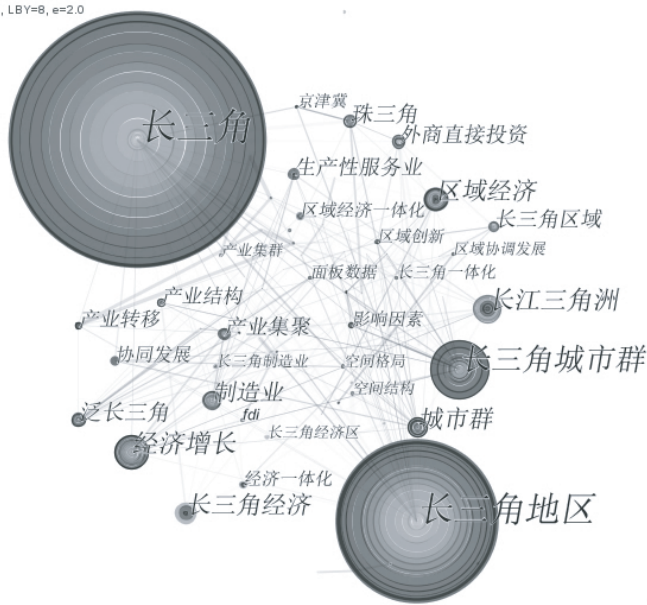 , LBY=8, e=2.0
京津冀
珠三角
长三角
外商直接投资
生产性服务业
区域经济
区域经济一体化
长三角区域
区域创新
产业集群
区域协调发展
面板数据
长三角一体化
产业结构
长江三角洲
产业转移
影响因素
产业集聚
协同发展
长三角制造业
空间格局
长三角城市群
制造业
空间结构
泛长三角
fdi
城市群
长三角经济区
经济增长
经济一体化
长三角经济
长三角地区